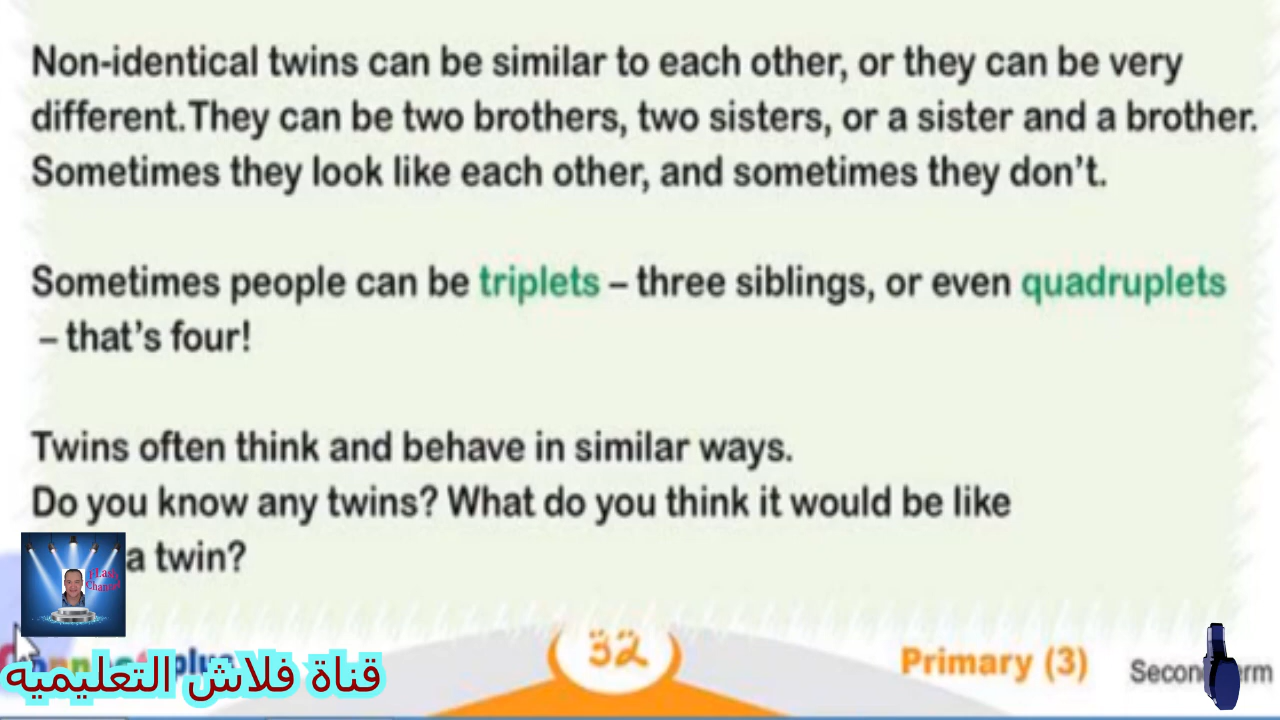 Non-identical twins can be similar to each other, or they can be very
different.They can be two brothers, two sisters, or a sister and a brother.
Sometimes they look like each other, and sometimes they don't.
Sometimes people can be triplets – three siblings, or even quadruplets
– that's four!
Twins often think and behave in similar ways.
Do you know any twins? What do you think it would be like
a twin?
fLash Channel
32
Primary (3)
plus
قناة فلاش التعليميه